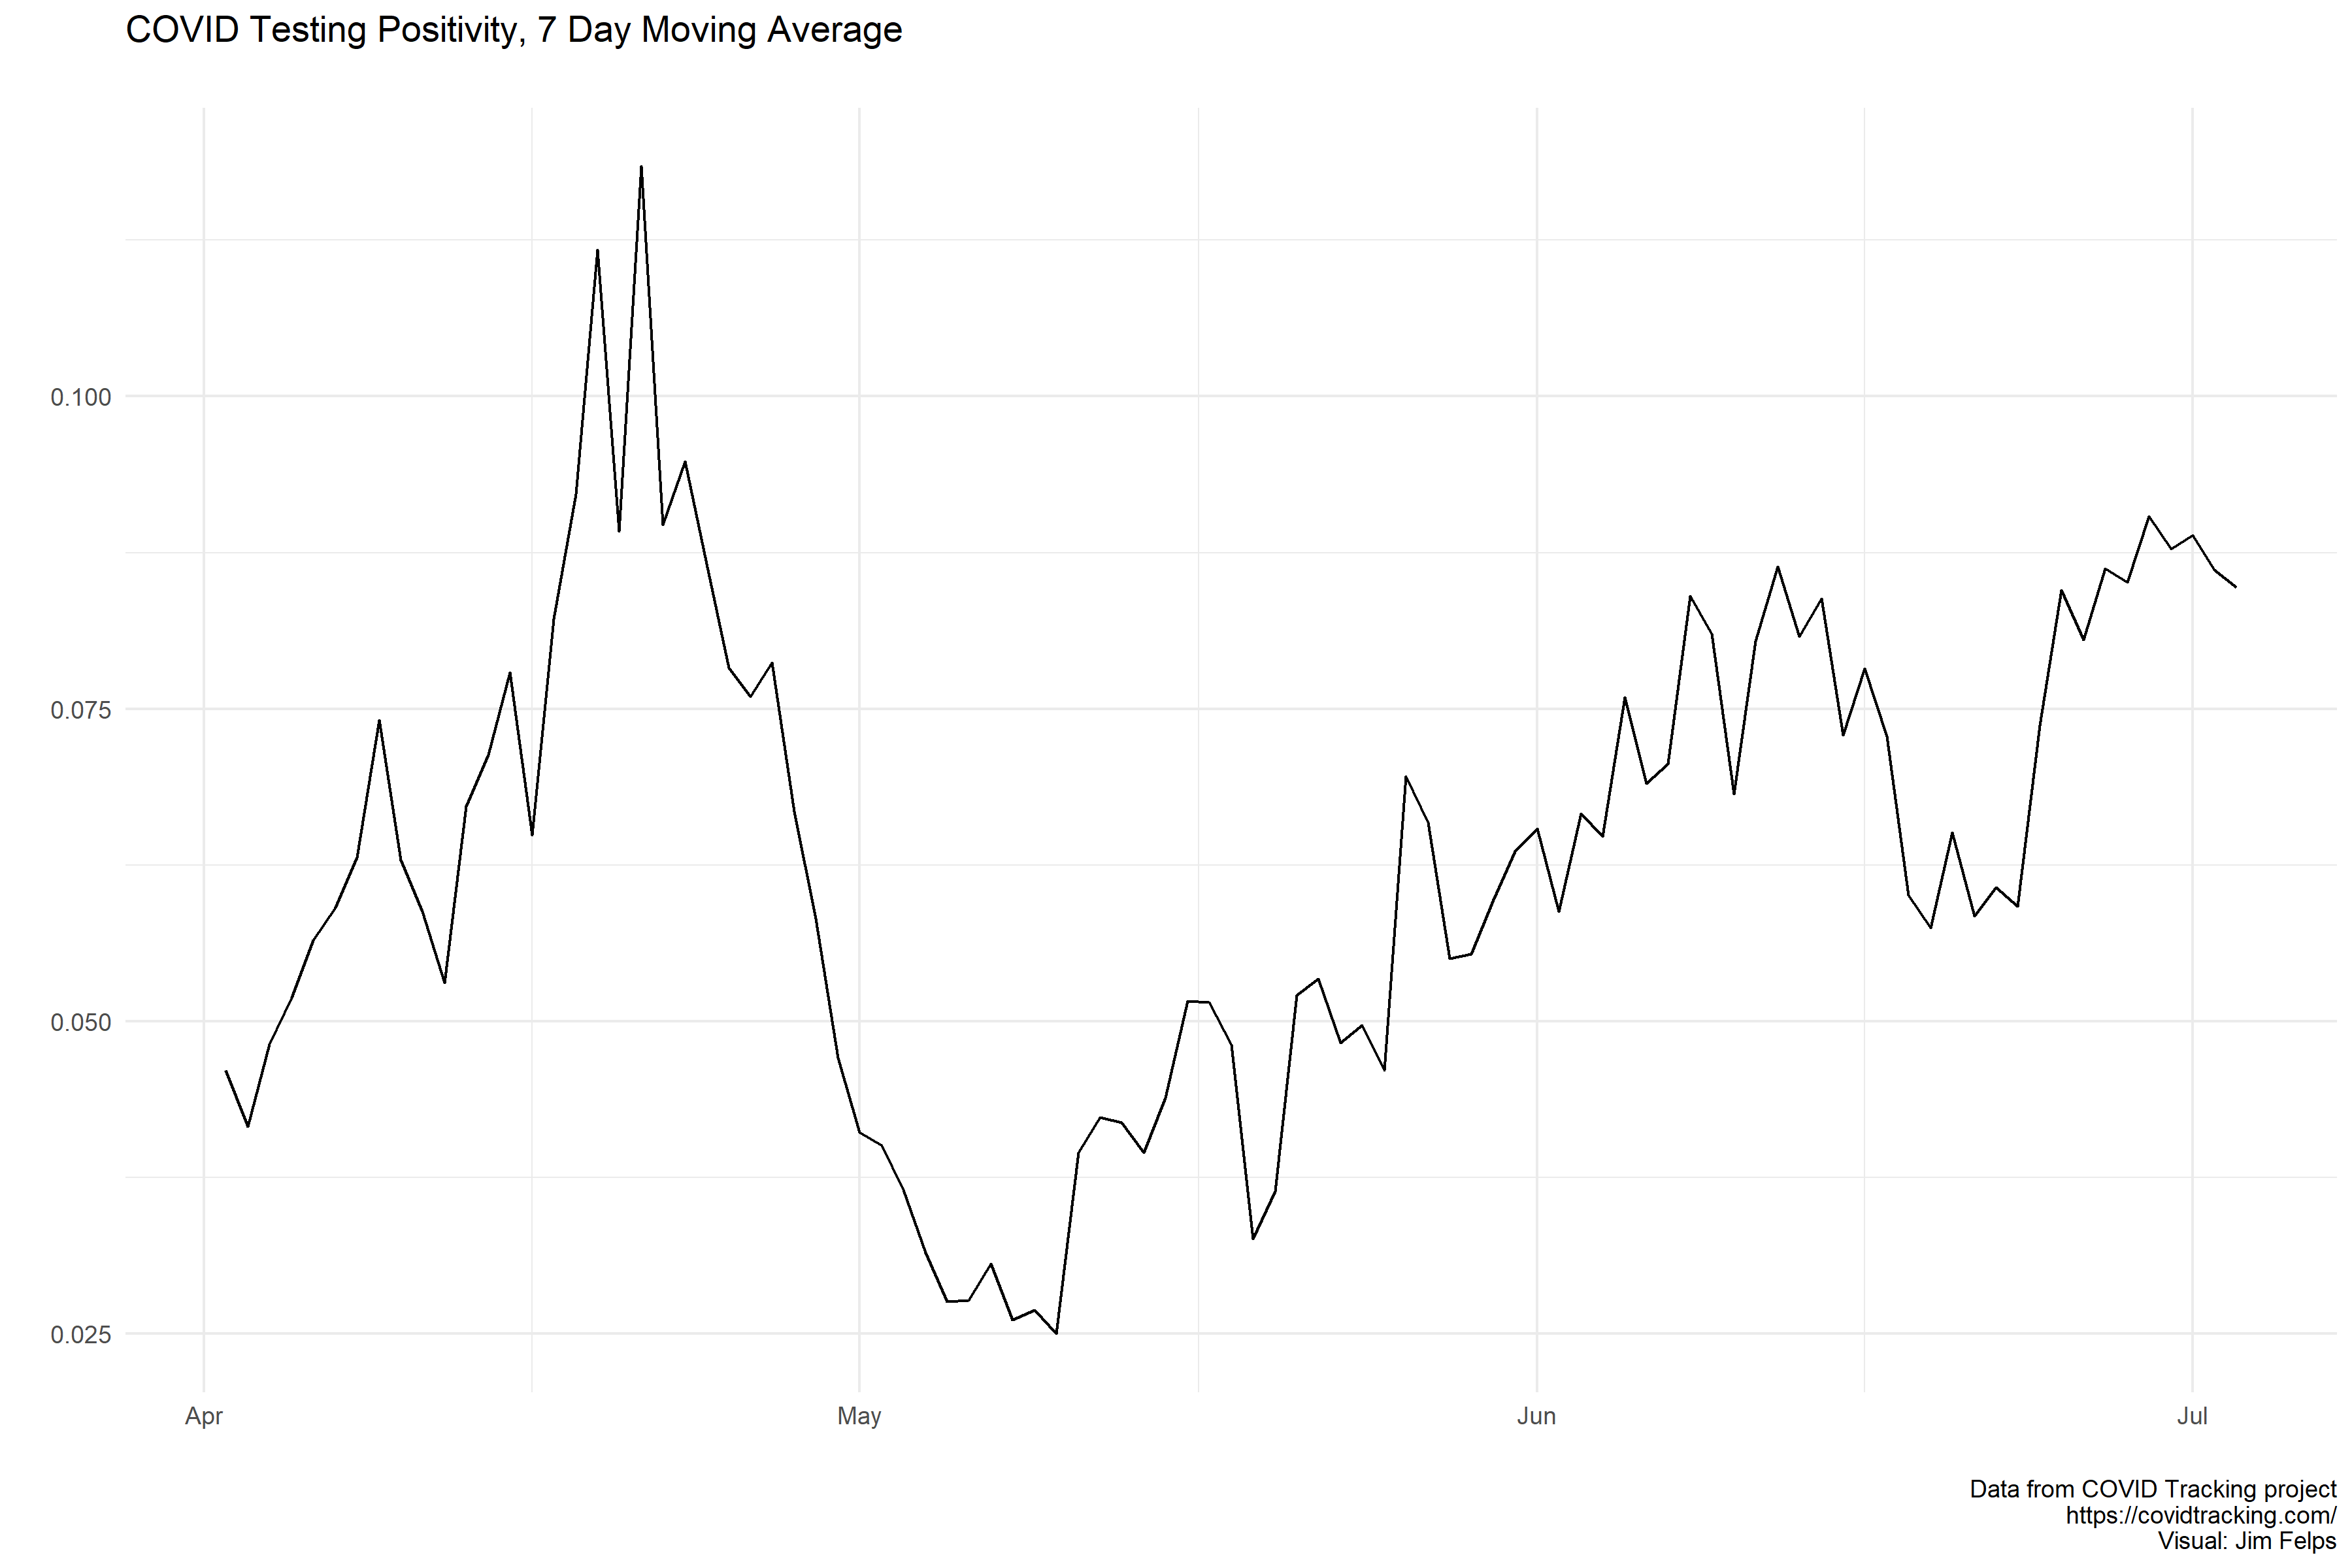 COVID Testing Positivity, 7 Day Moving Average
0.100
0.075
0.050
0.025
Apr May Jun Jul
Data from COVID Tracking project
https://covidtracking.com/
Visual: Jim Felps